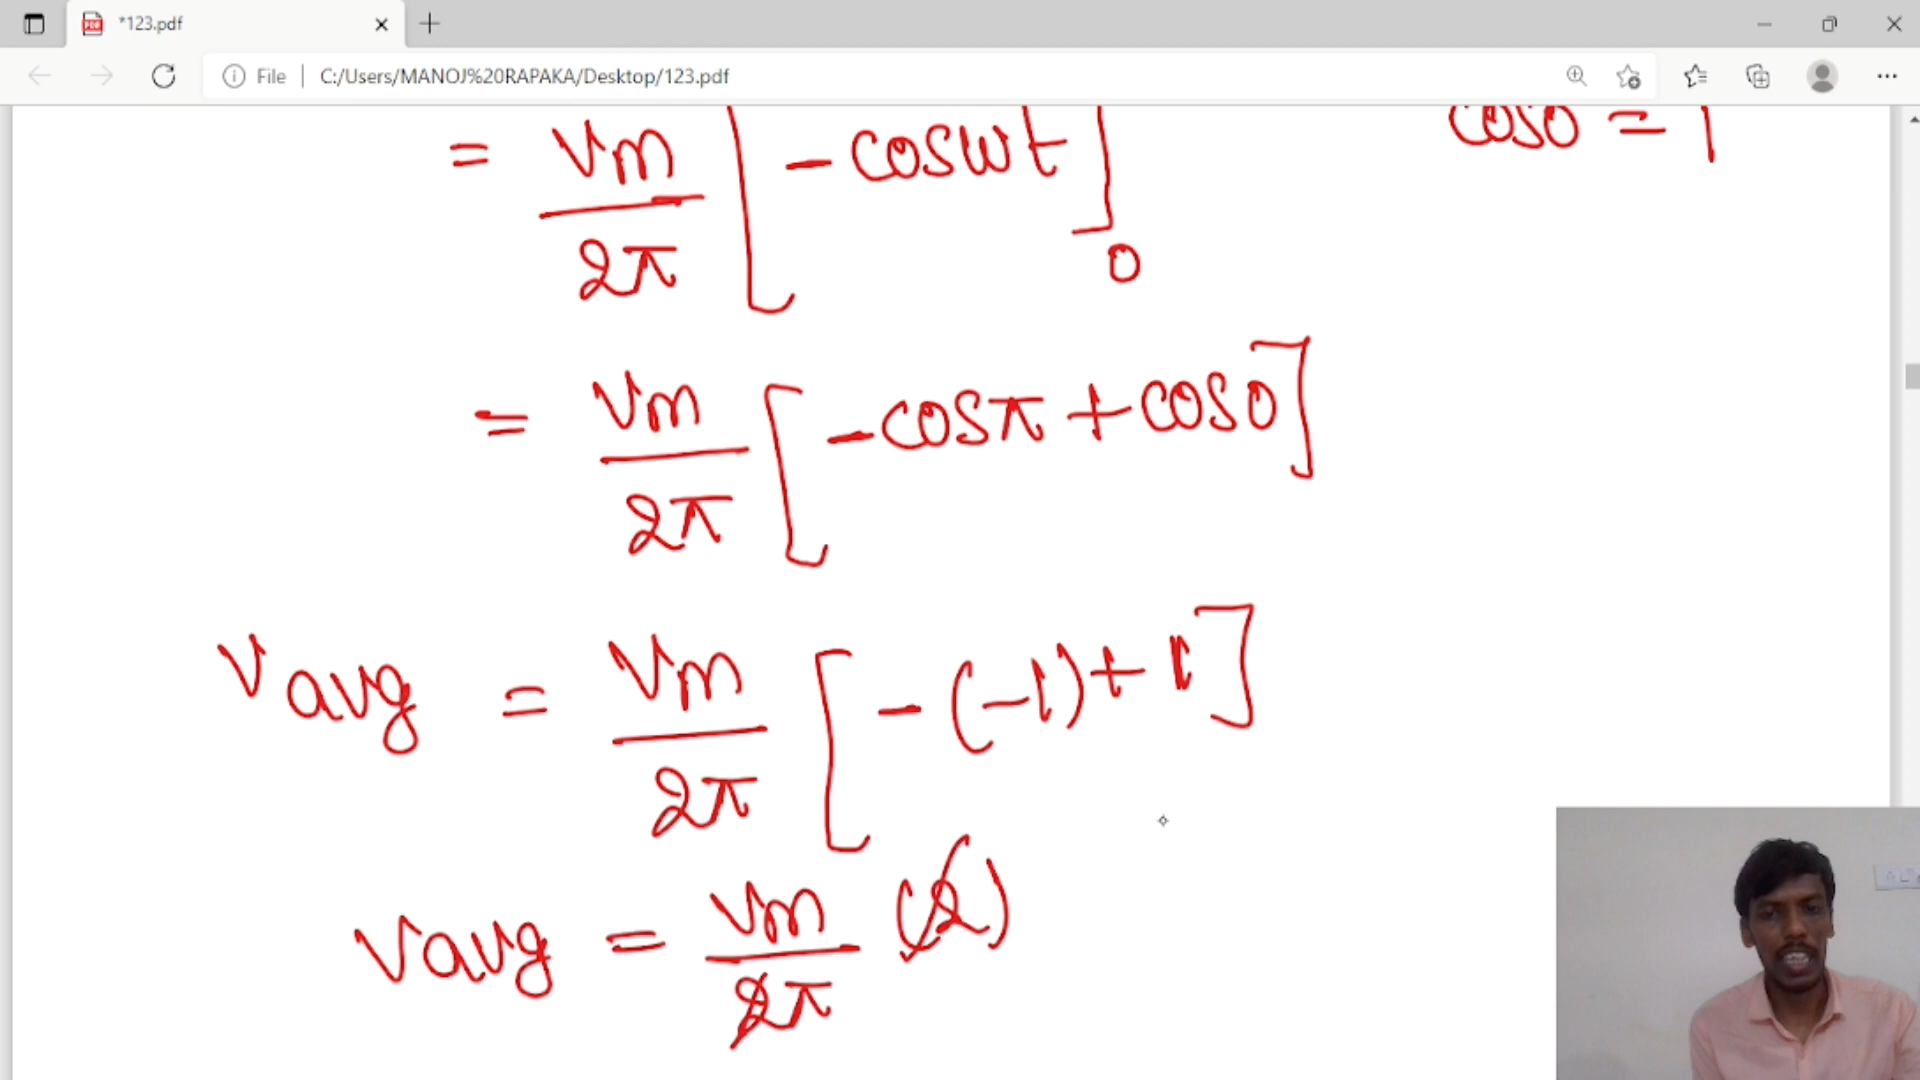 *123.pdf
File C:/Users/MANOJ%20RAPAKA/Desktop/123.pdf
cos0 = 1
= Vm/2π [-coswt]0
= Vm/2π [-cosπ + cos0]
Vavg = Vm/2π [-(-1)+1]
Vavg = Vm/2π (2)